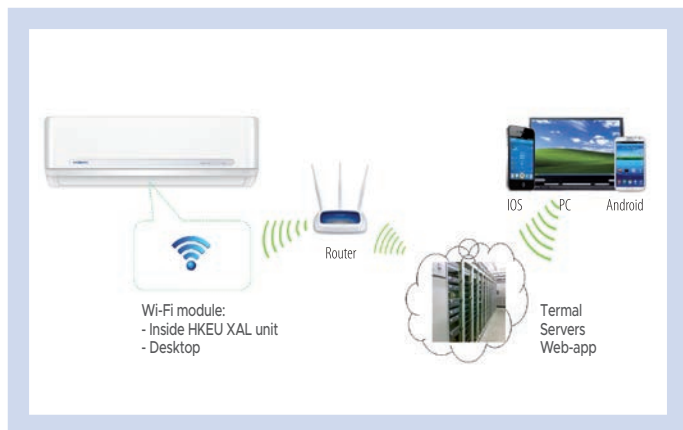 IOS
PC
Android
Router
Wi-Fi module:
- Inside HKEU XAL unit
- Desktop
Termal
Servers
Web-app